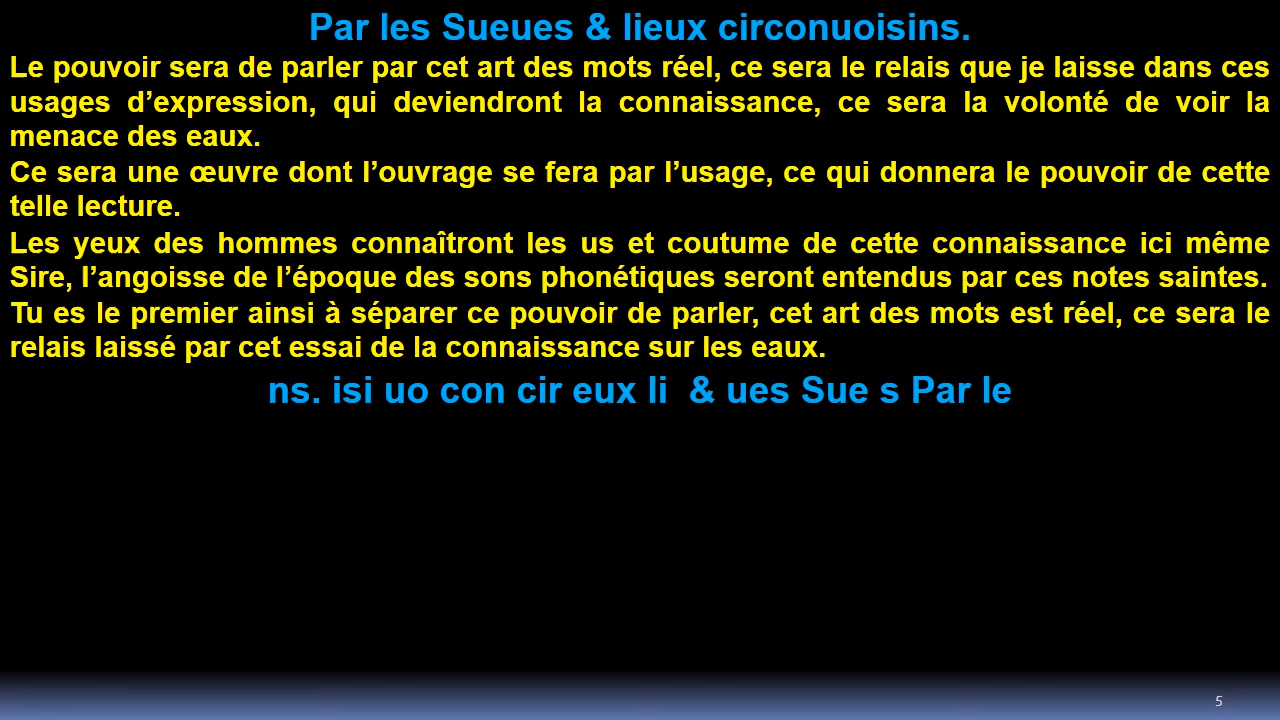 Par les Sueues & lieux circonuoisins.
Le pouvoir sera de parler par cet art des mots réel, ce sera le relais que je laisse dans ces
usages d’expression, qui deviendront la connaissance, ce sera la volonté de voir la
menace des eaux.
Ce sera une œuvre dont l’ouvrage se fera par l’usage, ce qui donnera le pouvoir de cette
telle lecture.
Les yeux des hommes connaîtront les us et coutume de cette connaissance ici même
Sire, l’angoisse de l’époque des sons phonétiques seront entendus par ces notes saintes.
Tu es le premier ainsi à séparer ce pouvoir de parler, cet art des mots est réel, ce sera le
relais laissé par cet essai de la connaissance sur les eaux.
ns. isi uo con cir eux li  & ues Sue s Par le
5